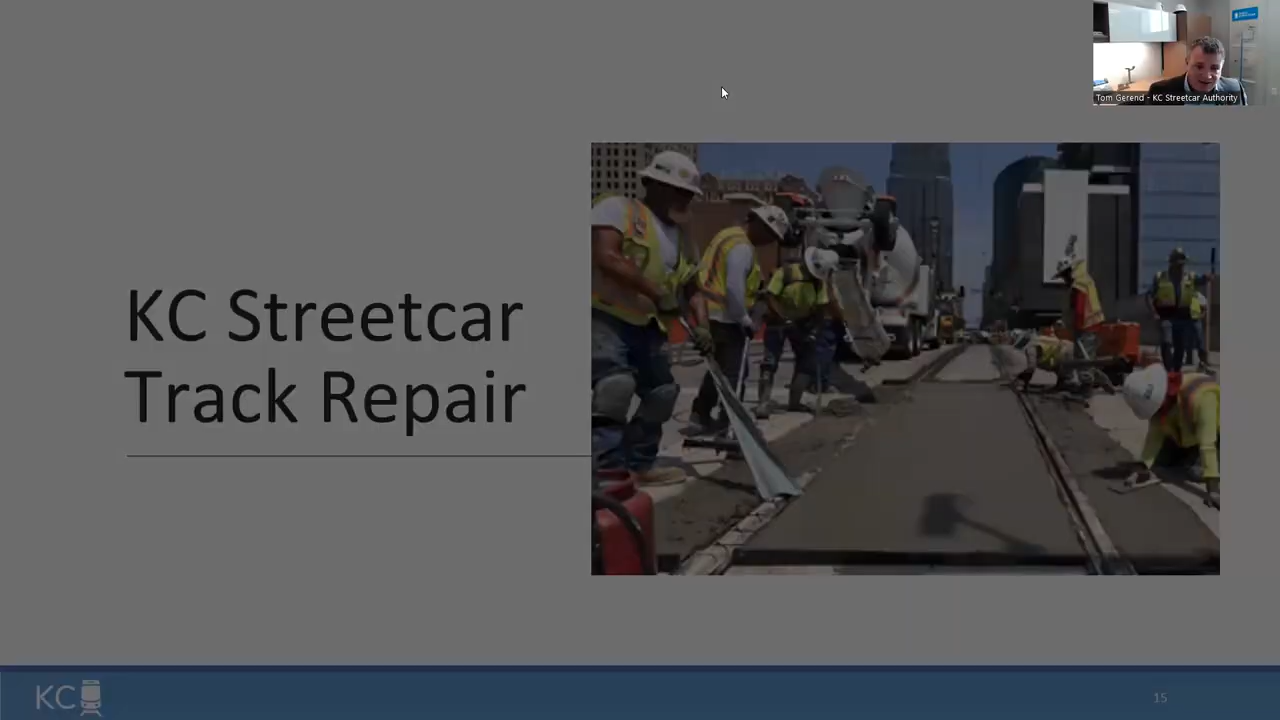 Tom Gerend - KC Streetcar Authority
KC Streetcar
Track Repair
KC
15